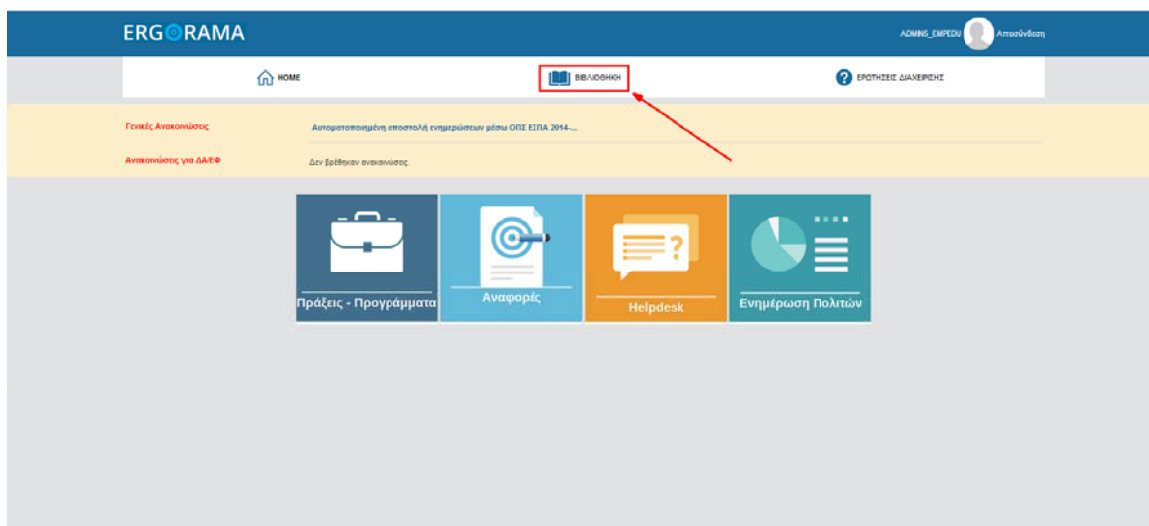 ERGORAMA
ADMINS_EMPEDU Αποσύνδεση
HOME ΒΙΒΛΙΟΘΗΚΗ ΕΡΩΤΗΣΕΙΣ ΔΙΑΧΕΙΡΙΣΗΣ
Γενικές Ανακοινώσεις Αυτοματοποιημένη αποστολή ενημερώσεων μέσω ΟΠΣ ΕΣΠΑ 2014-...
Ανακοινώσεις για ΔΑ/ΕΦ Δεν βρέθηκαν ανακοινώσεις.
Πράξεις - Προγράμματα Αναφορές Helpdesk Ενημέρωση Πολιτών